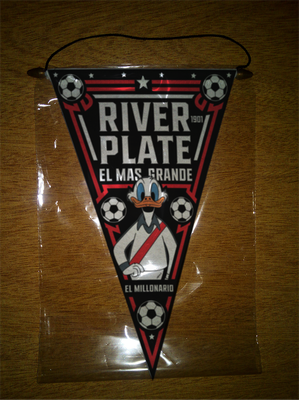 RIVER
1901
PLATE
EL MAS GRANDE
EL MILLONARIO